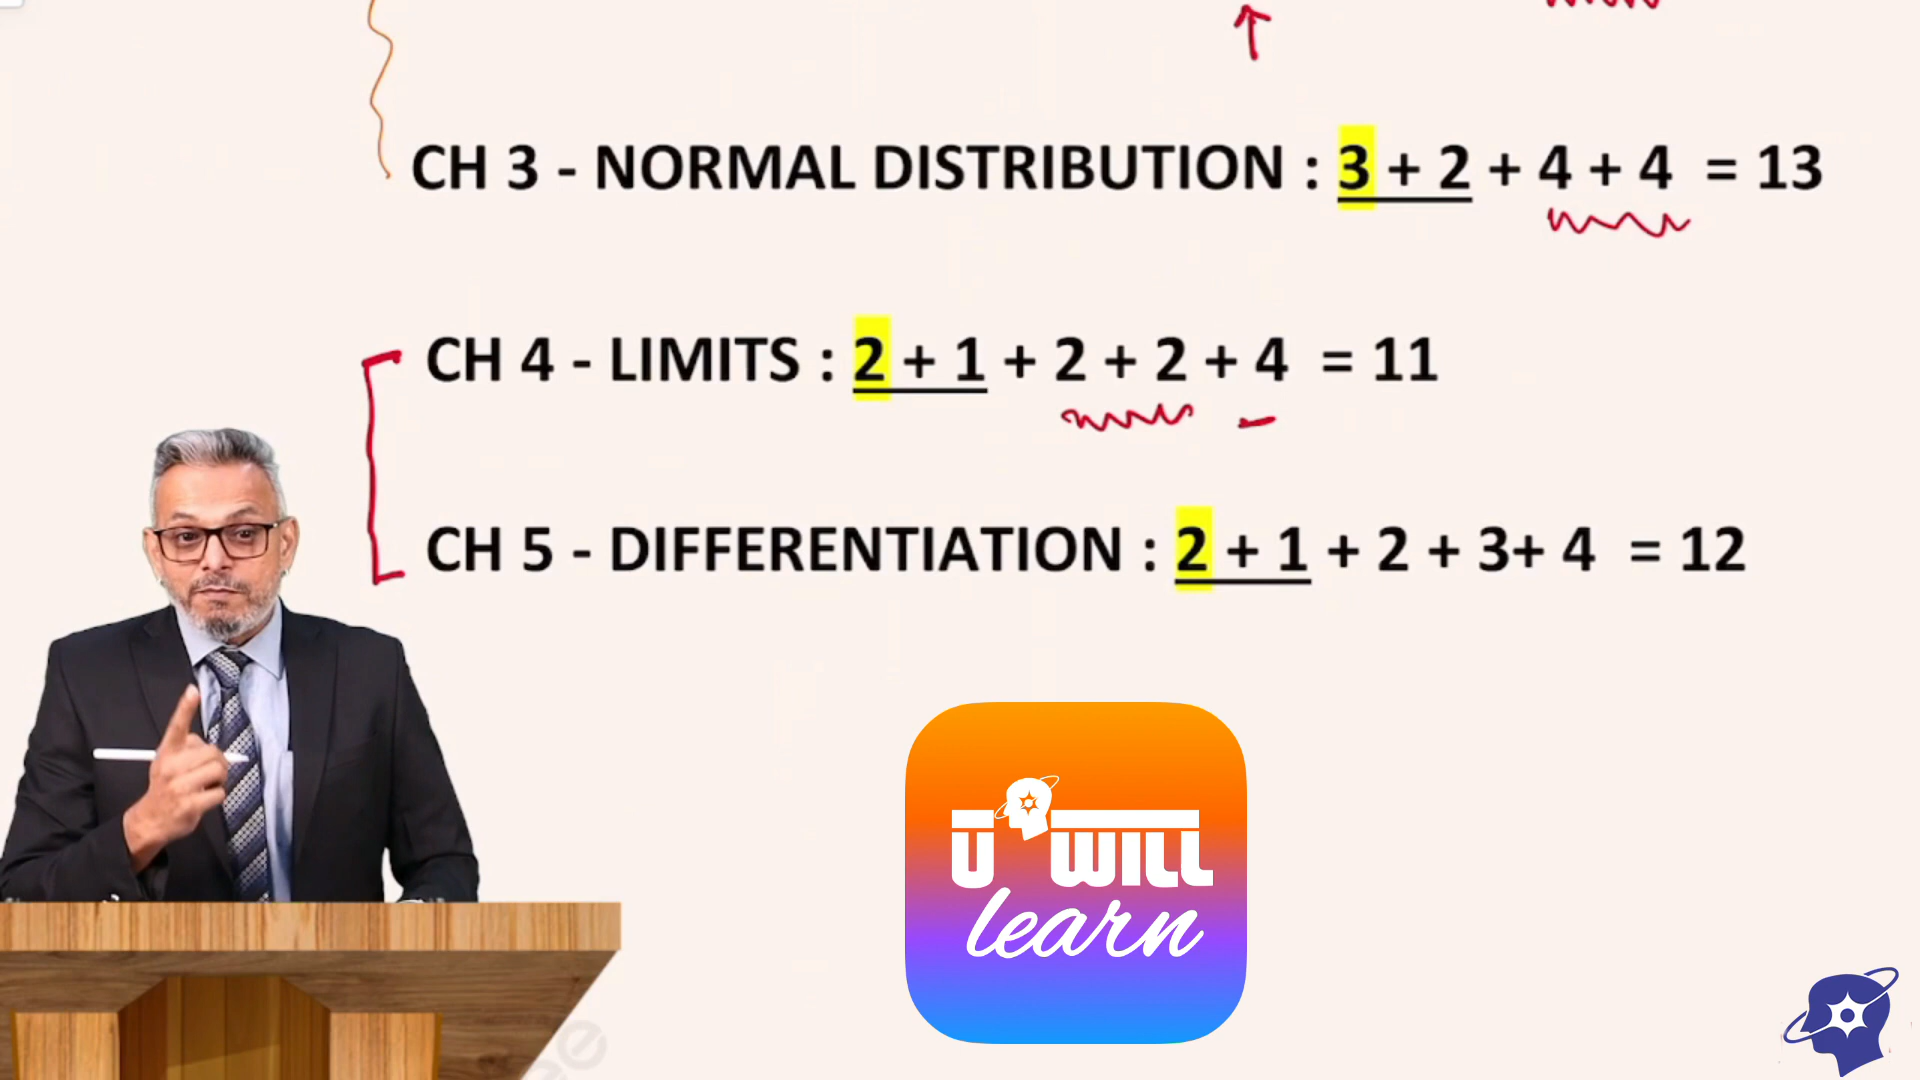 CH 3 - NORMAL DISTRIBUTION : 3 + 2 + 4 + 4 = 13
CH 4 - LIMITS : 2 + 1 + 2 + 2 + 4 = 11
CH 5 - DIFFERENTIATION : 2 + 1 + 2 + 3+ 4 = 12
U WILL
learn